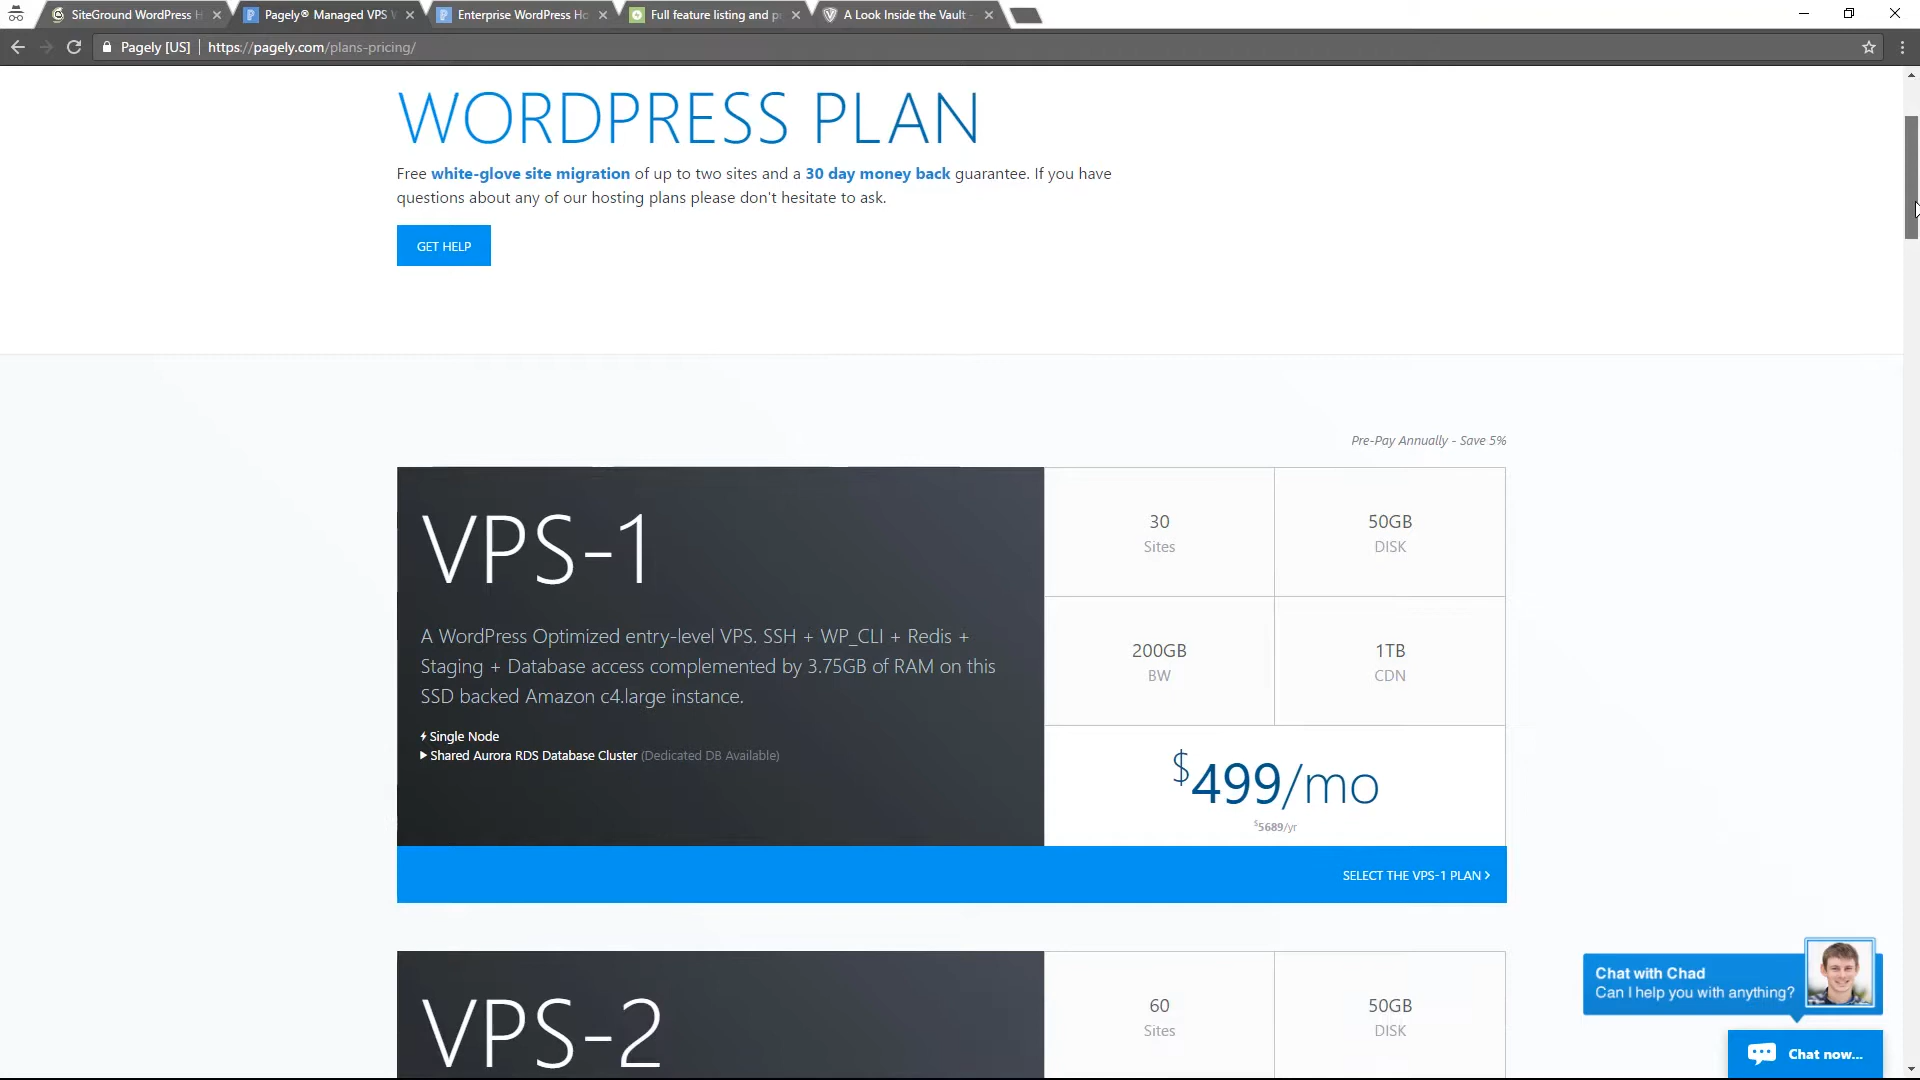 SiteGround WordPress H
Pagely® Managed VPS V
Enterprise WordPress Ho
Full feature listing and p
A Look Inside the Vault -
Pagely [US] | https://pagely.com/plans-pricing/
WORDPRESS PLAN
Free white-glove site migration of up to two sites and a 30 day money back guarantee. If you have
questions about any of our hosting plans please don't hesitate to ask.
GET HELP
Pre-Pay Annually - Save 5%
VPS-1
A WordPress Optimized entry-level VPS. SSH + WP_CLI + Redis +
Staging + Database access complemented by 3.75GB of RAM on this
SSD backed Amazon c4.large instance.
Single Node
Shared Aurora RDS Database Cluster (Dedicated DB Available)
30
Sites
50GB
DISK
200GB
BW
1TB
CDN
$499/mo
$5689/yr
SELECT THE VPS-1 PLAN >
VPS-2
60
Sites
50GB
DISK
Chat with Chad
Can I help you with anything?
Chat now...